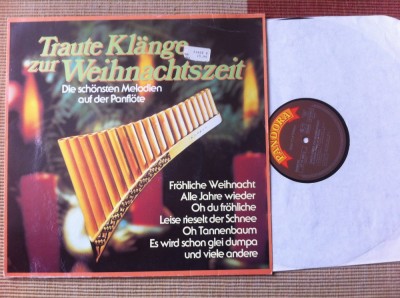 Traute Klänge
zur Weihnachtszeit
Die schönsten Melodien
auf der Panflöte
Fröhliche Weihnacht
Alle Jahre wieder
Oh du fröhliche
Leise rieselt der Schnee
Oh Tannenbaum
Es wird schon glei dumpa
und viele andere
PANDORA